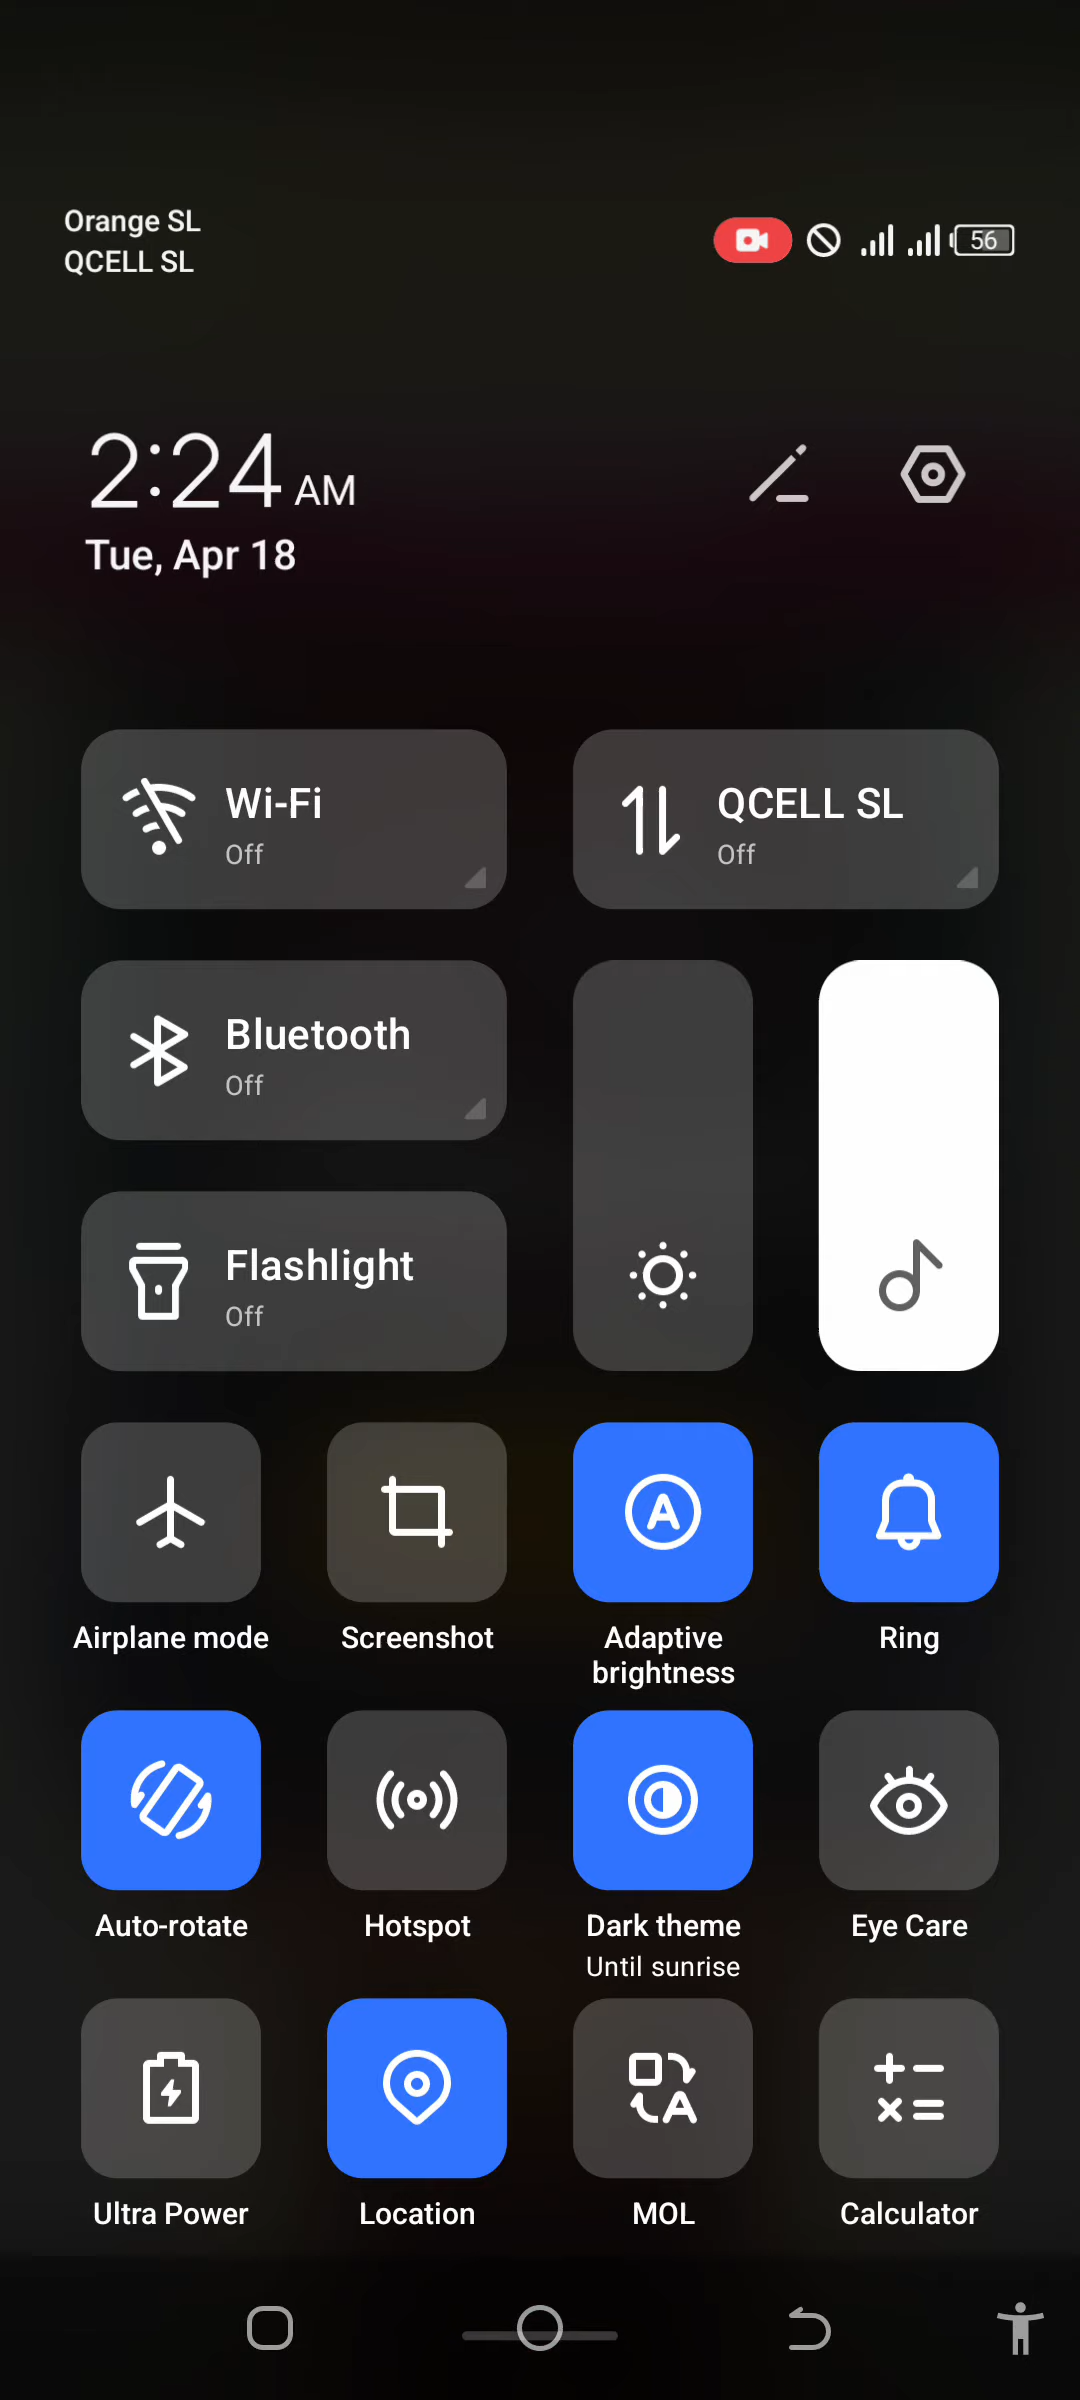 Orange SL
QCELL SL
56
2:24 AM
Tue, Apr 18
Wi-Fi
Off
QCELL SL
Off
Bluetooth
Off
Flashlight
Off
Airplane mode
Screenshot
Adaptive
brightness
Ring
Auto-rotate
Hotspot
Dark theme
Until sunrise
Eye Care
Ultra Power
Location
MOL
Calculator